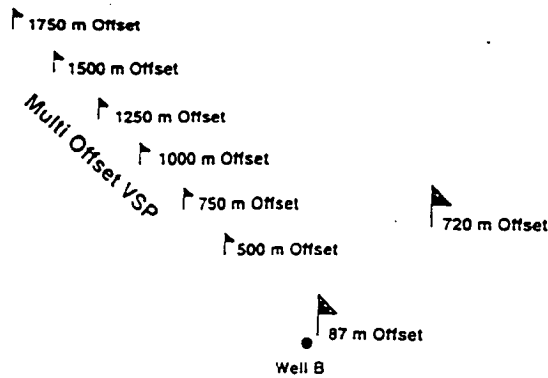 1750 m Offset
1500 m Offset
1250 m Offset
Multi Offset VSP
1000 m Offset
750 m Offset
720 m Offset
500 m Offset
87 m Offset
Well B